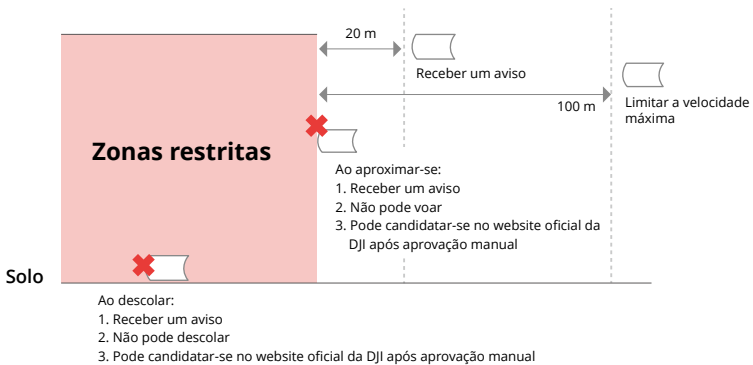 20 m
Receber um aviso
100 m
Limitar a velocidade
máxima
Zonas restritas
Ao aproximar-se:
1. Receber um aviso
2. Não pode voar
3. Pode candidatar-se no website oficial da
DJI após aprovação manual
Solo
Ao descolar:
1. Receber um aviso
2. Não pode descolar
3. Pode candidatar-se no website oficial da DJI após aprovação manual